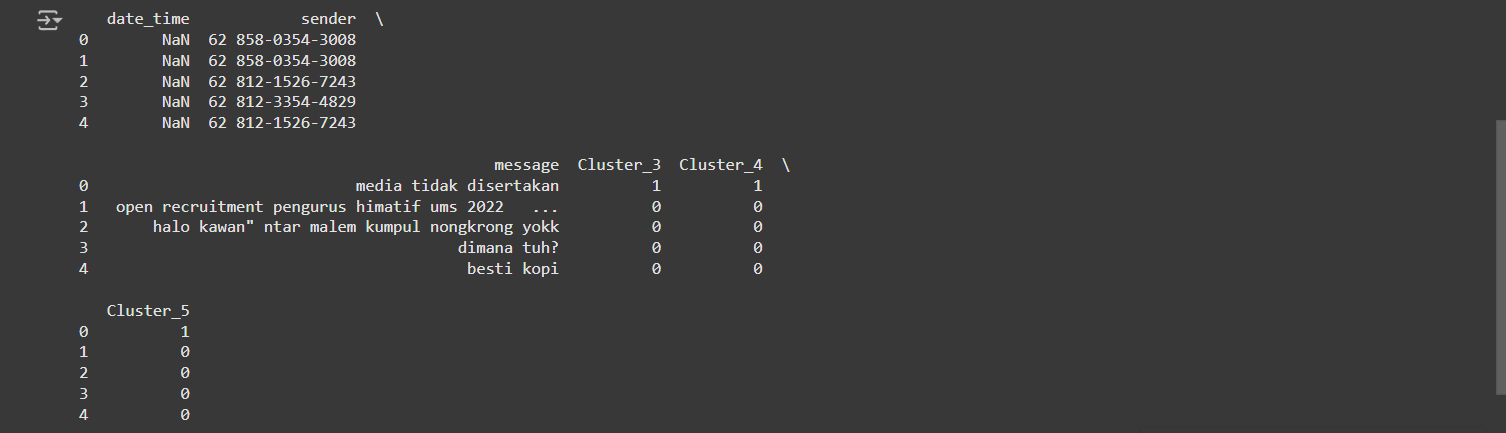 date_time sender \
0 NaN 62 858-0354-3008
1 NaN 62 858-0354-3008
2 NaN 62 812-1526-7243
3 NaN 62 812-3354-4829
4 NaN 62 812-1526-7243
message Cluster_3 Cluster_4 \
0 media tidak disertakan 1 1
1 open recruitment pengurus himatif ums 2022 ... 0 0
2 halo kawan" ntar malem kumpul nongkrong yokk 0 0
3 dimana tuh? 0 0
4 besti kopi 0 0
Cluster_5
0 1
1 0
2 0
3 0
4 0